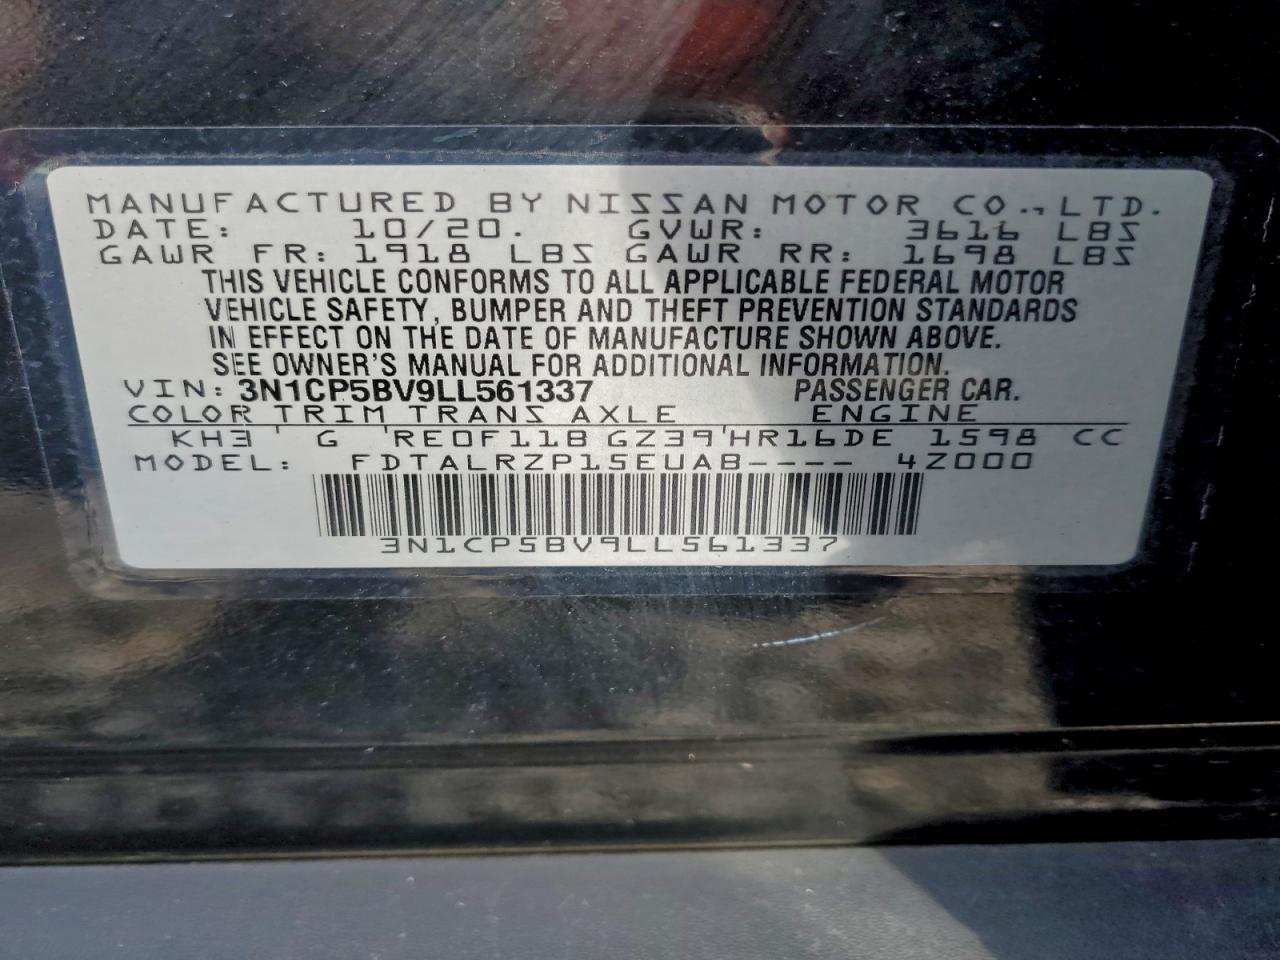 MANUFACTURED BY NISSAN MOTOR CO., LTD.
DATE: 10/20. GVWR: 3616 LBS
GAWR FR: 1918 LBS GAWR RR: 1698 LBS
THIS VEHICLE CONFORMS TO ALL APPLICABLE FEDERAL MOTOR
VEHICLE SAFETY, BUMPER AND THEFT PREVENTION STANDARDS
IN EFFECT ON THE DATE OF MANUFACTURE SHOWN ABOVE.
SEE OWNER'S MANUAL FOR ADDITIONAL INFORMATION.
VIN: 3N1CP5BV9LL561337 PASSENGER CAR.
COLOR TRIM TRANS AXLE ENGINE
KH3 ' G 'RE0F11B GZ39'HR16DE 1598 CC
MODEL: FDTALRZP15EUAB---- 4Z000
3N1CP5BV9LL561337